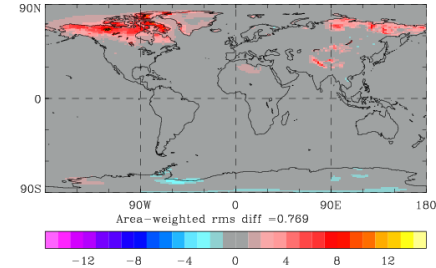 90N
0
90S
90W 0 90E 180
Area-weighted rms diff =0.769
-12 -8 -4 0 4 8 12